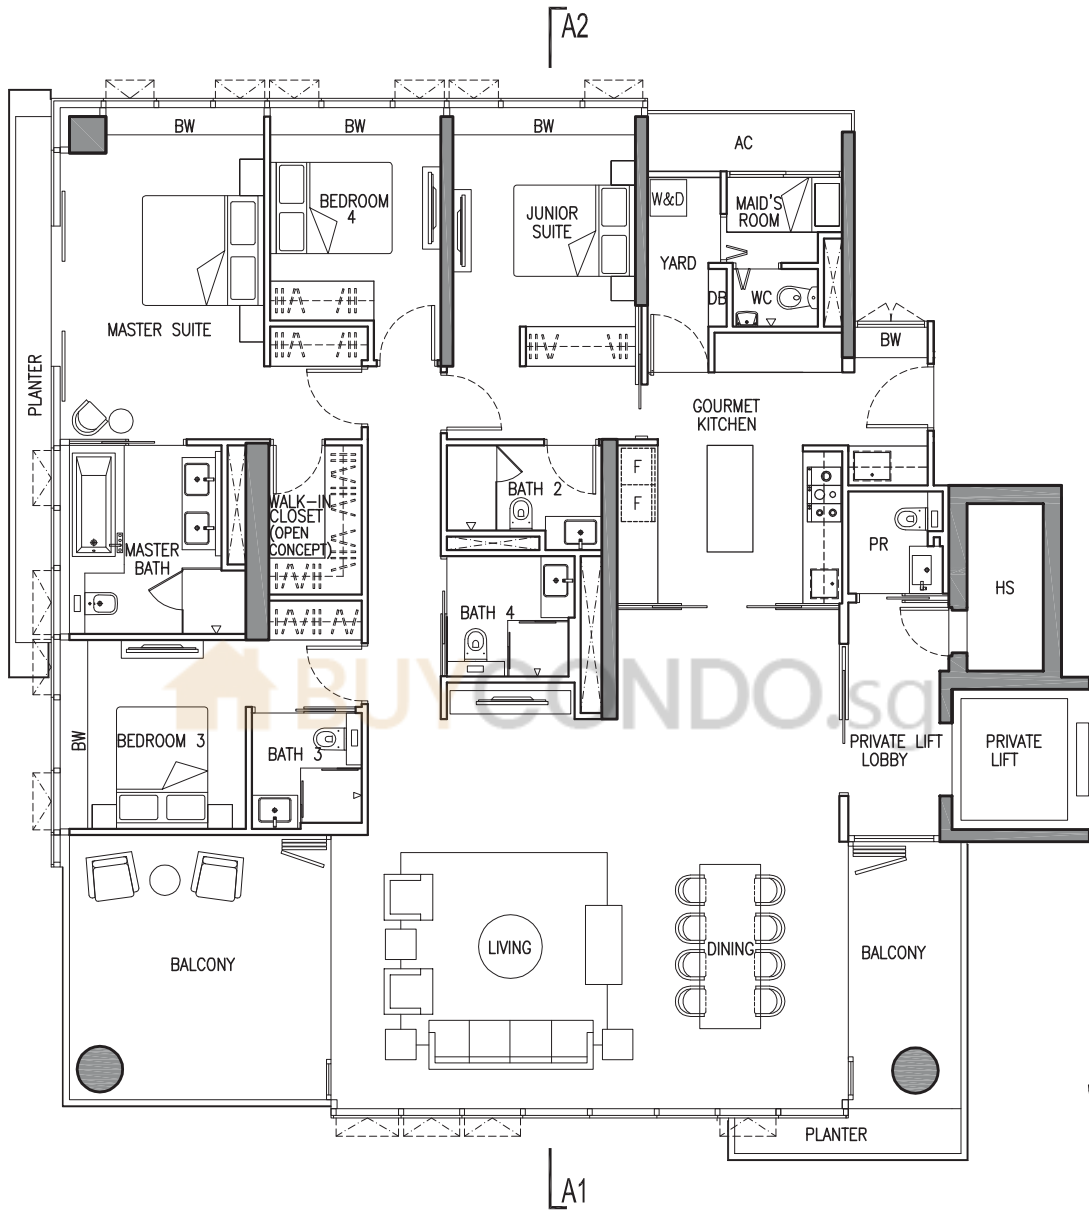 A2
BW
BW
BW
AC
BEDROOM
4
JUNIOR
SUITE
W&D
MAID'S
ROOM
YARD
DB
WC
MASTER SUITE
BW
PLANTER
GOURMET
KITCHEN
F
F
BATH 2
WALK-IN
CLOSET
(OPEN
CONCEPT)
MASTER
BATH
PR
HS
BATH 4
BUYCONDO.sg
BW
BEDROOM 3
BATH 3
PRIVATE LIFT
LOBBY
PRIVATE
LIFT
LIVING
DINING
BALCONY
BALCONY
PLANTER
A1